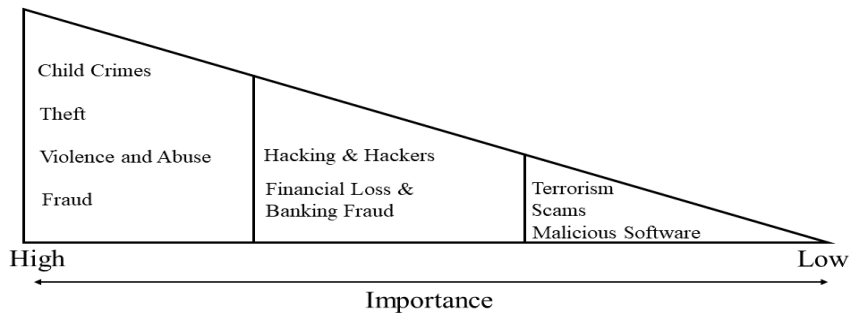 Child Crimes
Theft
Violence and Abuse
Fraud
Hacking & Hackers
Financial Loss &
Banking Fraud
Terrorism
Scams
Malicious Software
High
Low
Importance